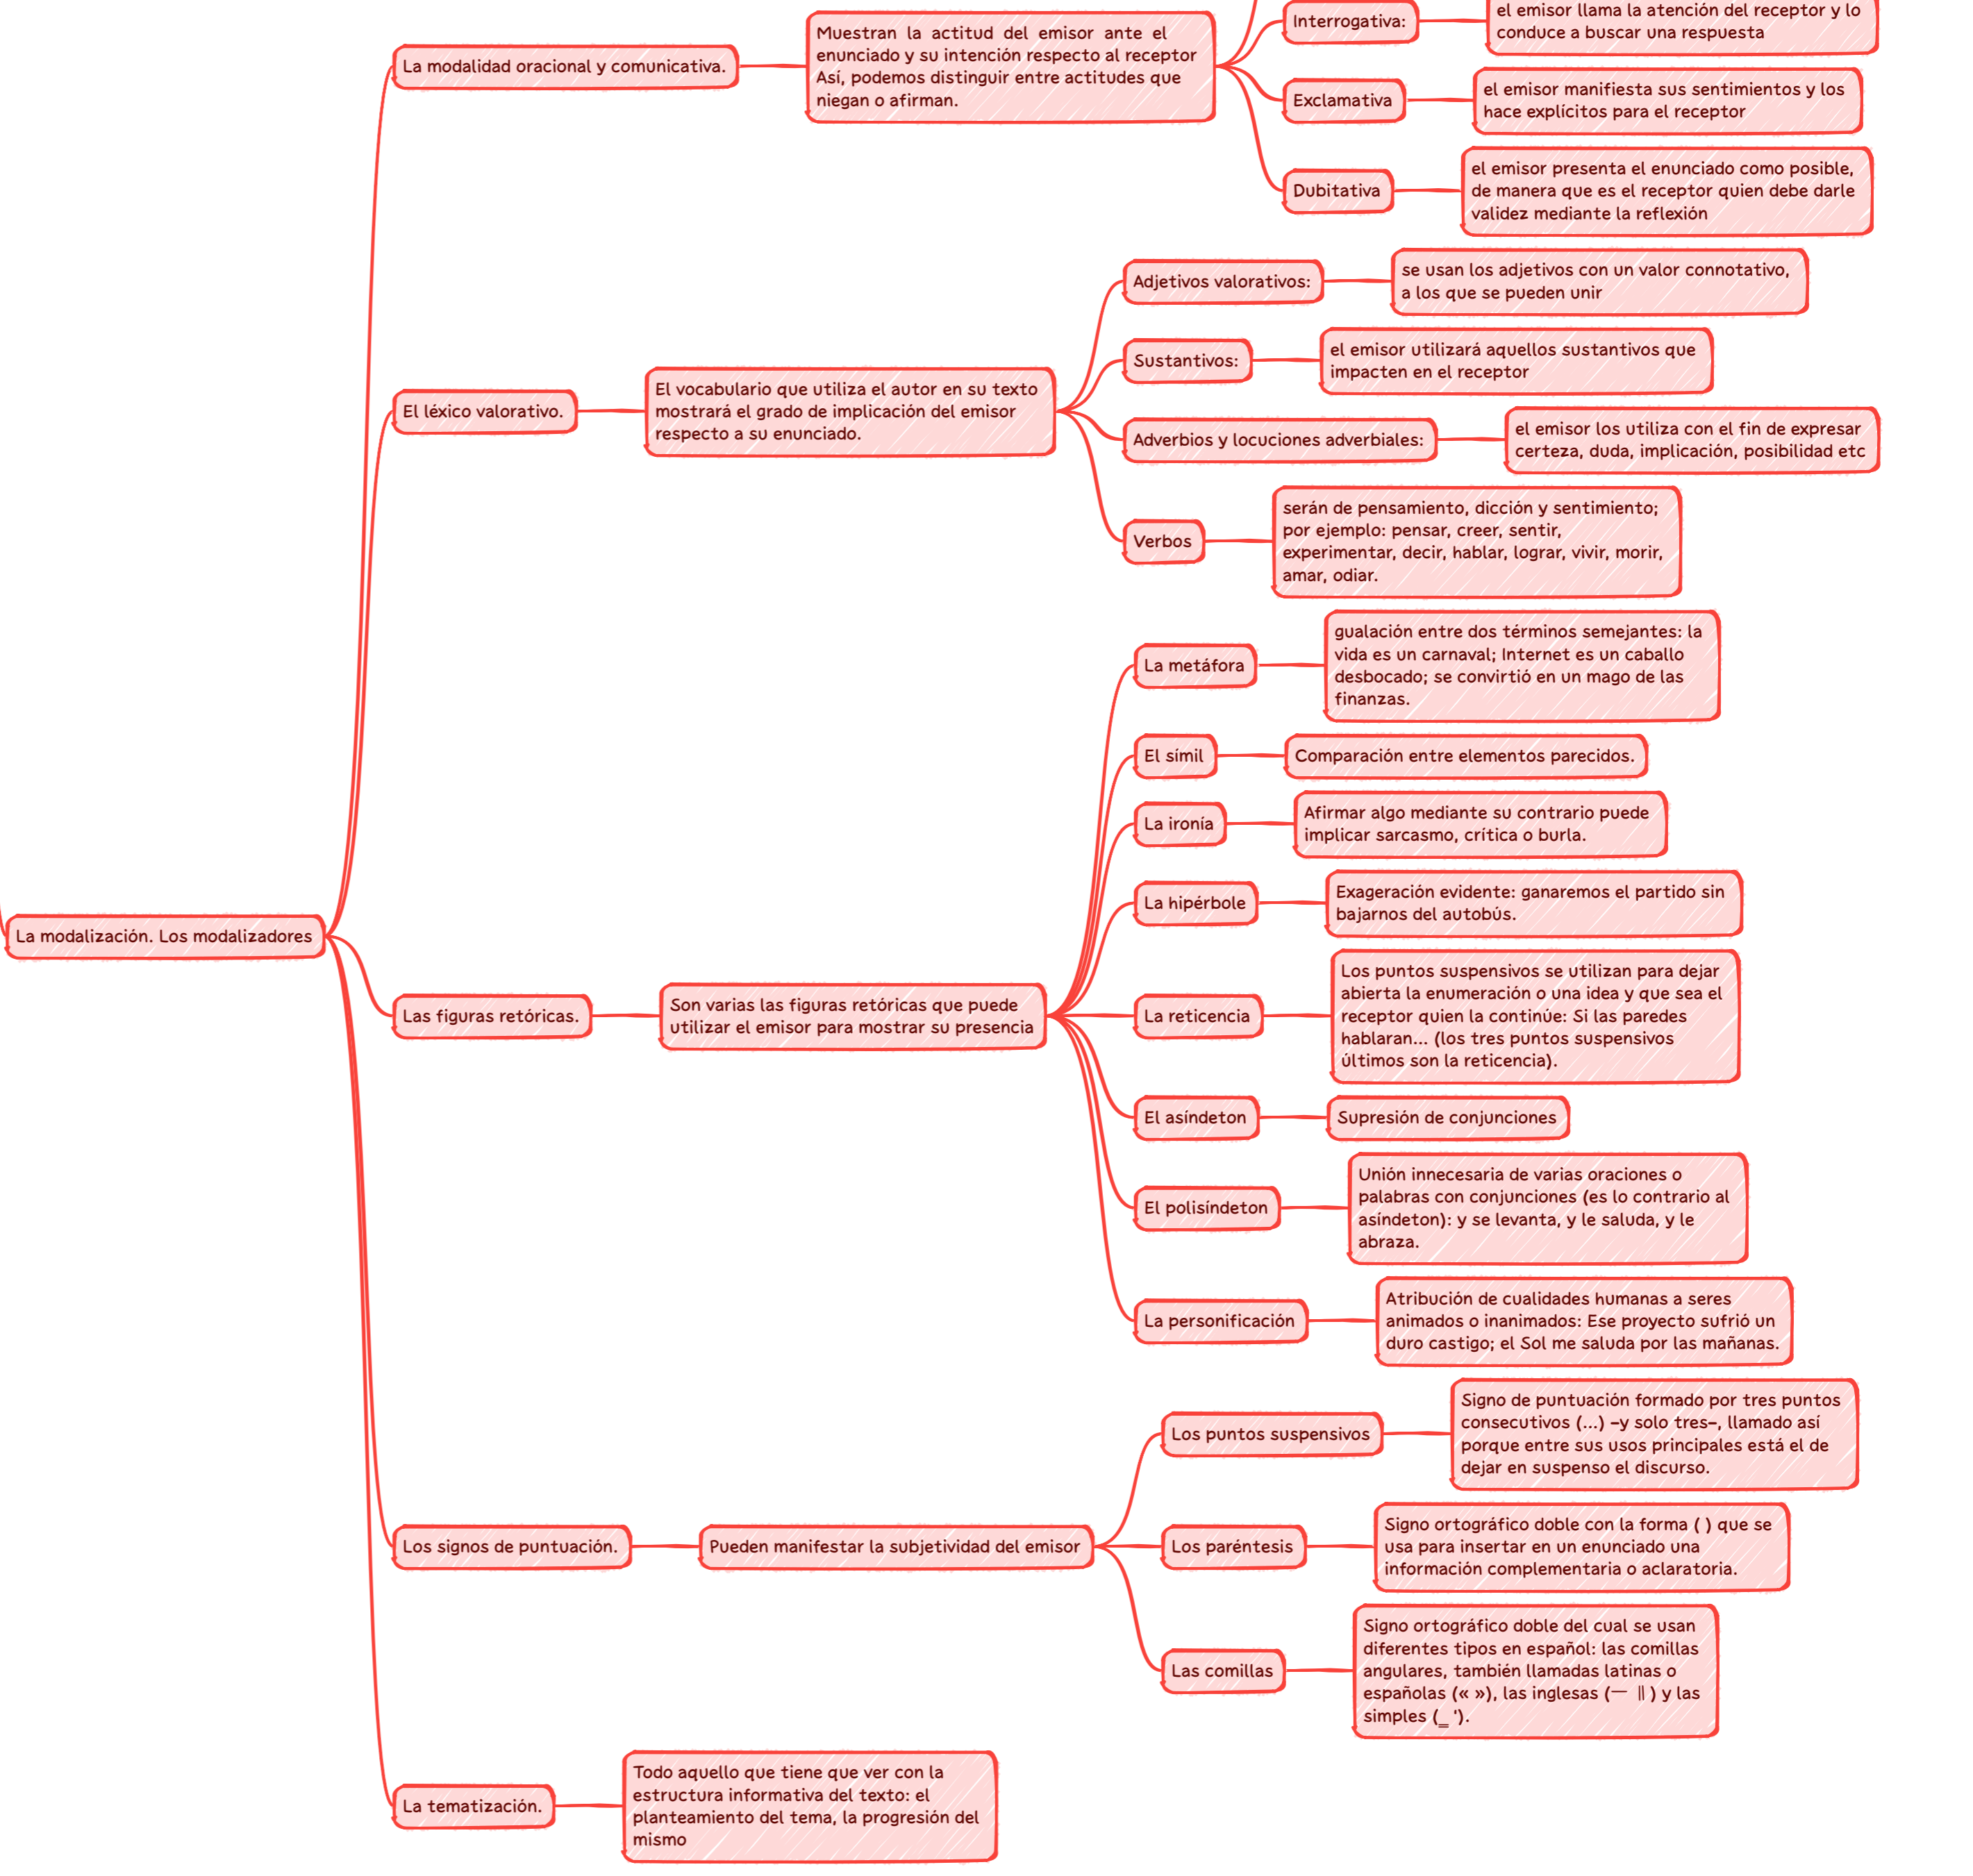 La modalización. Los modalizadores
La modalidad oracional y comunicativa.
Muestran la actitud del emisor ante el
enunciado y su intención respecto al receptor
Así, podemos distinguir entre actitudes que
niegan o afirman.
Interrogativa:
el emisor llama la atención del receptor y lo
conduce a buscar una respuesta
Exclamativa
el emisor manifiesta sus sentimientos y los
hace explícitos para el receptor
Dubitativa
el emisor presenta el enunciado como posible,
de manera que es el receptor quien debe darle
validez mediante la reflexión
El léxico valorativo.
El vocabulario que utiliza el autor en su texto
mostrará el grado de implicación del emisor
respecto a su enunciado.
Adjetivos valorativos:
se usan los adjetivos con un valor connotativo,
a los que se pueden unir
Sustantivos:
el emisor utilizará aquellos sustantivos que
impacten en el receptor
Adverbios y locuciones adverbiales:
el emisor los utiliza con el fin de expresar
certeza, duda, implicación, posibilidad etc
Verbos
serán de pensamiento, dicción y sentimiento;
por ejemplo: pensar, creer, sentir,
experimentar, decir, hablar, lograr, vivir, morir,
amar, odiar.
Las figuras retóricas.
Son varias las figuras retóricas que puede
utilizar el emisor para mostrar su presencia
La metáfora
gualación entre dos términos semejantes: la
vida es un carnaval; Internet es un caballo
desbocado; se convirtió en un mago de las
finanzas.
El símil
Comparación entre elementos parecidos.
La ironía
Afirmar algo mediante su contrario puede
implicar sarcasmo, crítica o burla.
La hipérbole
Exageración evidente: ganaremos el partido sin
bajarnos del autobús.
La reticencia
Los puntos suspensivos se utilizan para dejar
abierta la enumeración o una idea y que sea el
receptor quien la continúe: Si las paredes
hablaran... (los tres puntos suspensivos
últimos son la reticencia).
El asíndeton
Supresión de conjunciones
El polisíndeton
Unión innecesaria de varias oraciones o
palabras con conjunciones (es lo contrario al
asíndeton): y se levanta, y le saluda, y le
abraza.
La personificación
Atribución de cualidades humanas a seres
animados o inanimados: Ese proyecto sufrió un
duro castigo; el Sol me saluda por las mañanas.
Los signos de puntuación.
Pueden manifestar la subjetividad del emisor
Los puntos suspensivos
Signo de puntuación formado por tres puntos
consecutivos (...) –y solo tres–, llamado así
porque entre sus usos principales está el de
dejar en suspenso el discurso.
Los paréntesis
Signo ortográfico doble con la forma ( ) que se
usa para insertar en un enunciado una
información complementaria o aclaratoria.
Las comillas
Signo ortográfico doble del cual se usan
diferentes tipos en español: las comillas
angulares, también llamadas latinas o
españolas (« »), las inglesas (― ‖) y las
simples (‗ ').
La tematización.
Todo aquello que tiene que ver con la
estructura informativa del texto: el
planteamiento del tema, la progresión del
mismo